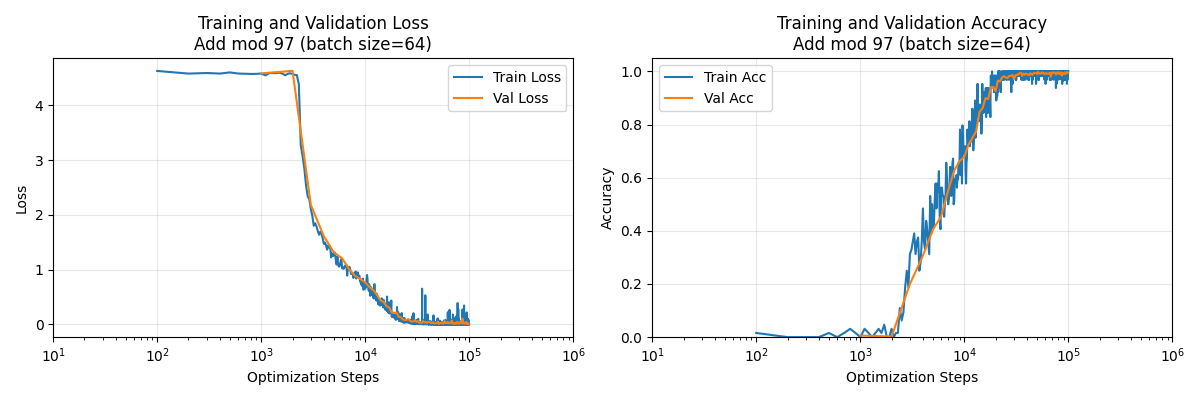 Training and Validation Loss
Add mod 97 (batch size=64)
Train Loss
Val Loss
4
3
2
1
0
Loss
10^1
10^2
10^3
10^4
10^5
10^6
Optimization Steps
Training and Validation Accuracy
Add mod 97 (batch size=64)
Train Acc
Val Acc
1.0
0.8
0.6
0.4
0.2
0.0
Accuracy
10^1
10^2
10^3
10^4
10^5
10^6
Optimization Steps